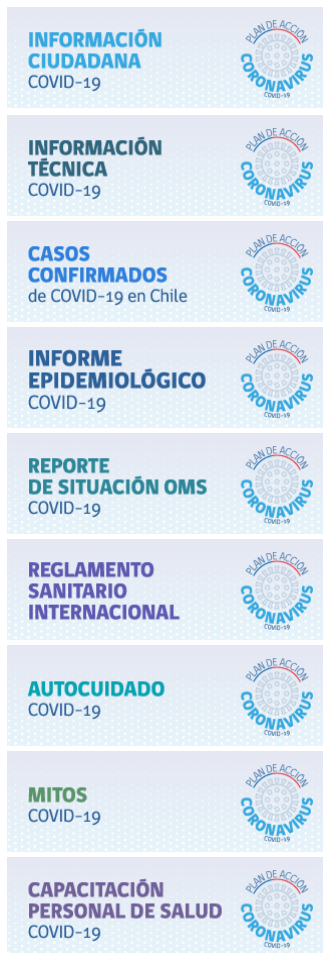 INFORMACIÓN
CIUDADANA
COVID-19
PLAN DE ACCIÓN
CORONAVIRUS
COVID-19
INFORMACIÓN
TÉCNICA
COVID-19
PLAN DE ACCIÓN
CORONAVIRUS
COVID-19
CASOS
CONFIRMADOS
de COVID-19 en Chile
PLAN DE ACCIÓN
CORONAVIRUS
COVID-19
INFORME
EPIDEMIOLÓGICO
COVID-19
PLAN DE ACCIÓN
CORONAVIRUS
COVID-19
REPORTE
DE SITUACIÓN OMS
COVID-19
PLAN DE ACCIÓN
CORONAVIRUS
COVID-19
REGLAMENTO
SANITARIO
INTERNACIONAL
PLAN DE ACCIÓN
CORONAVIRUS
COVID-19
AUTOCUIDADO
COVID-19
PLAN DE ACCIÓN
CORONAVIRUS
COVID-19
MITOS
COVID-19
PLAN DE ACCIÓN
CORONAVIRUS
COVID-19
CAPACITACIÓN
PERSONAL DE SALUD
COVID-19
PLAN DE ACCIÓN
CORONAVIRUS
COVID-19